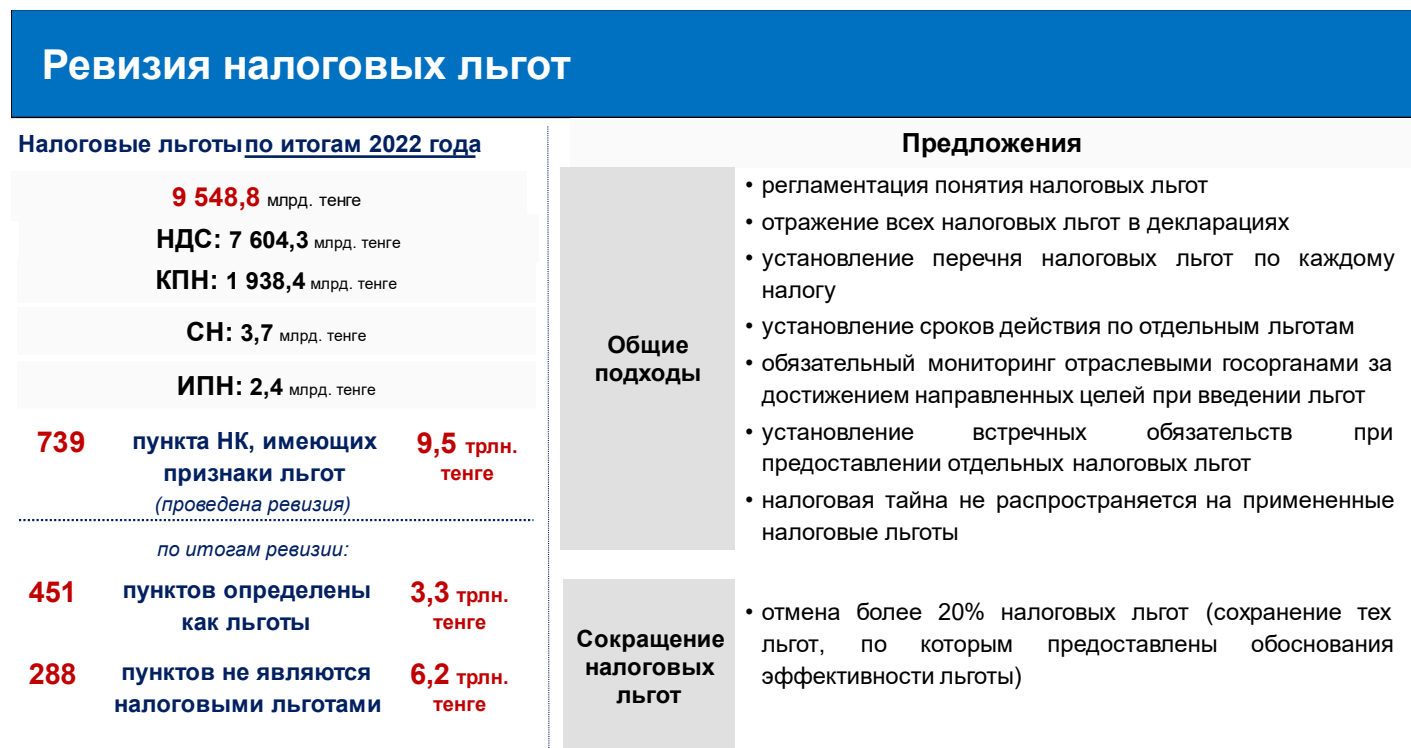 Ревизия налоговых льгот
Налоговые льготы по итогам 2022 года
9 548,8 млрд. тенге
НДС: 7 604,3 млрд. тенге
КПН: 1 938,4 млрд. тенге
СН: 3,7 млрд. тенге
ИПН: 2,4 млрд. тенге
739 пункта НК, имеющих 9,5 трлн.
признаки льгот тенге
(проведена ревизия)
по итогам ревизии:
451 пунктов определены 3,3 трлн.
как льготы тенге
288 пунктов не являются 6,2 трлн.
налоговыми льготами тенге
Предложения
Общие
подходы
• регламентация понятия налоговых льгот
• отражение всех налоговых льгот в декларациях
• установление перечня налоговых льгот по каждому
налогу
• установление сроков действия по отдельным льготам
• обязательный мониторинг отраслевыми госорганами за
достижением направленных целей при введении льгот
• установление встречных обязательств при
предоставлении отдельных налоговых льгот
• налоговая тайна не распространяется на примененные
налоговые льготы
Сокращение
налоговых
льгот
• отмена более 20% налоговых льгот (сохранение тех
льгот, по которым предоставлены обоснования
эффективности льготы)